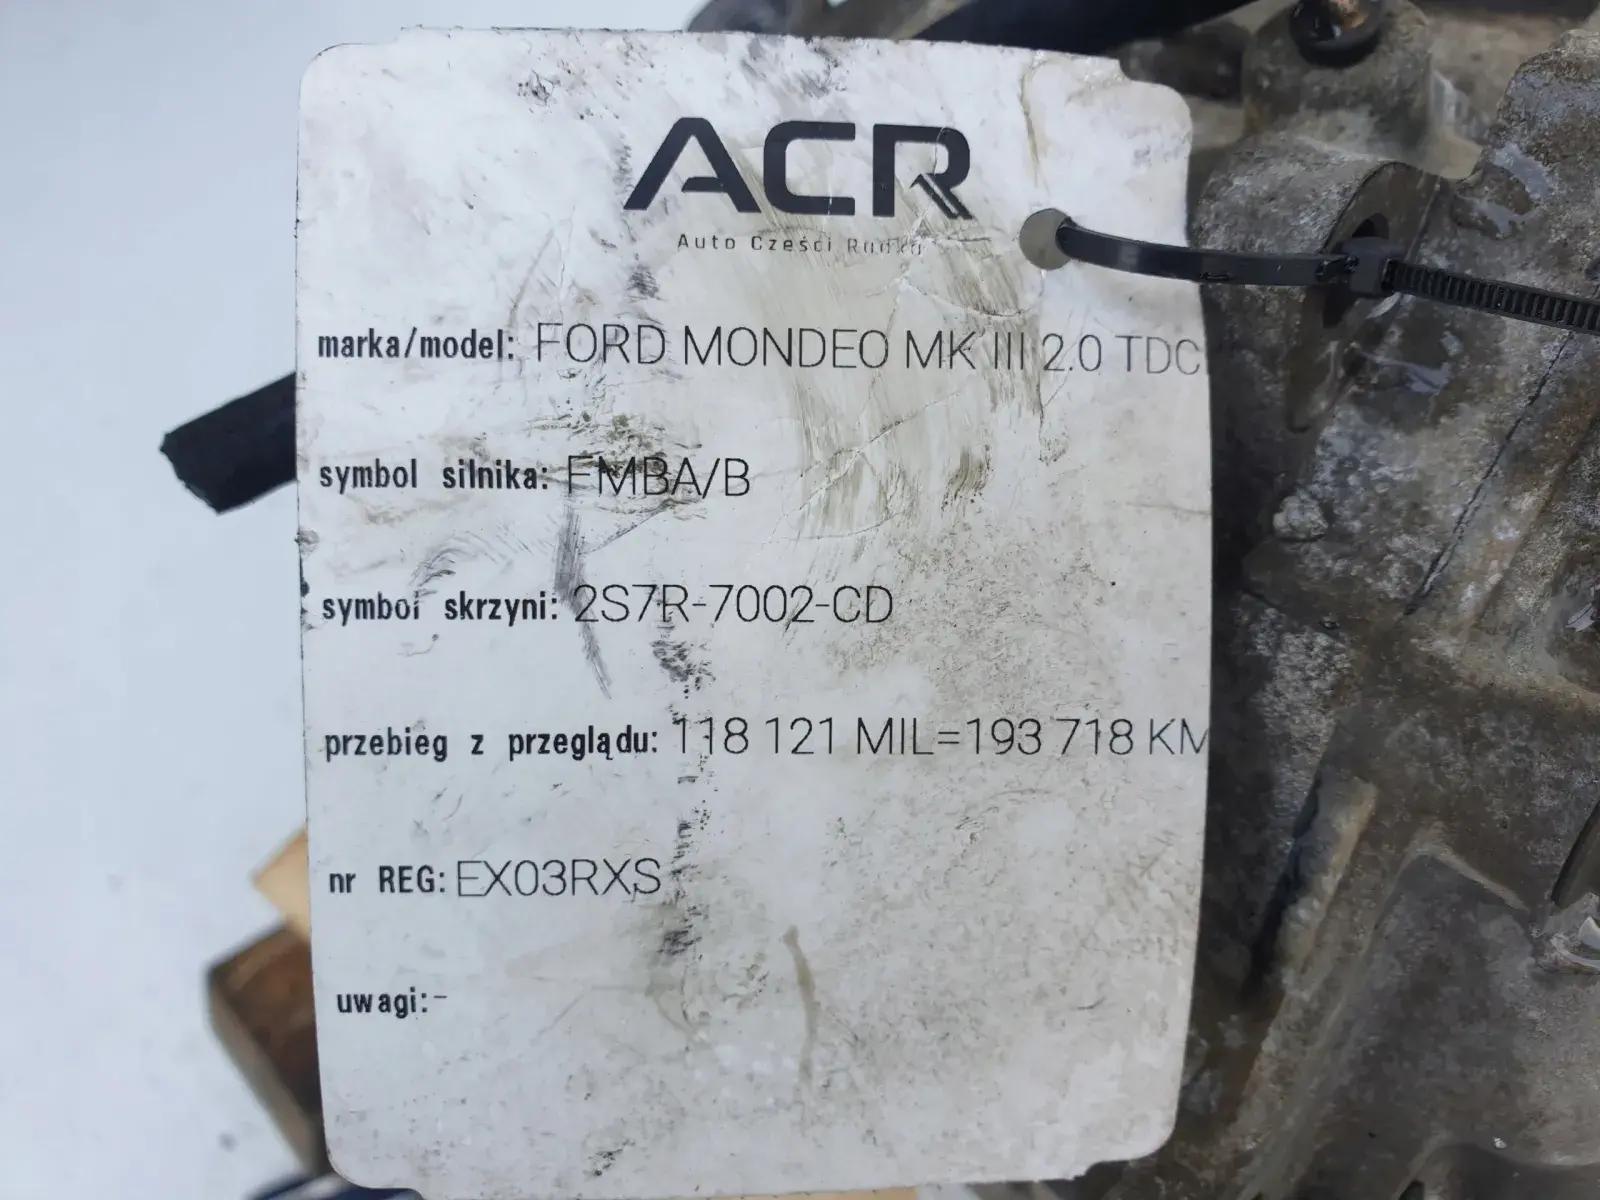 ACR
Auto Części
marka/model: FORD MONDEO MK III 2.0 TDC
symbol silnika: FMBA/B
symbol skrzyni: 2S7R-7002-CD
przebieg z przeglądu: 118 121 MIL=193 718 KM
nr REG: EX03RXS
uwagi:-